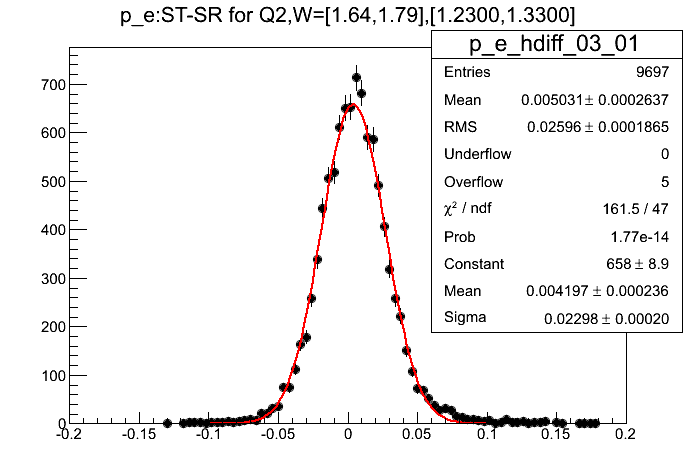 p_e:ST-SR for Q2,W=[1.64,1.79],[1.2300,1.3300]
p_e_hdiff_03_01
Entries 9697
Mean 0.005031 ± 0.0002637
RMS 0.02596 ± 0.0001865
Underflow 0
Overflow 5
χ² / ndf 161.5 / 47
Prob 1.77e-14
Constant 658 ± 8.9
Mean 0.004197 ± 0.000236
Sigma 0.02298 ± 0.00020
700
600
500
400
300
200
100
0
-0.2 -0.15 -0.1 -0.05 0 0.05 0.1 0.15 0.2